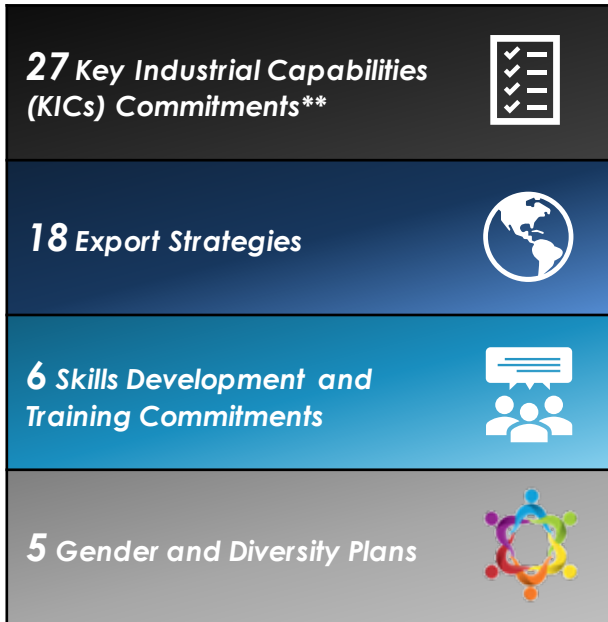 27 Key Industrial Capabilities
(KICs) Commitments**
18 Export Strategies
6 Skills Development and
Training Commitments
5 Gender and Diversity Plans